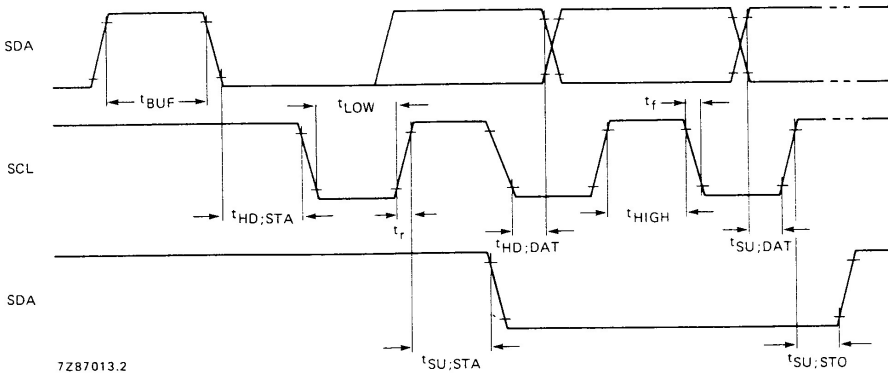 SDA
tBUF
tLOW
tf
SCL
tHD;STA
tr
tHD;DAT
tHIGH
tSU;DAT
SDA
tSU;STA
tSU;STO
7Z87013.2